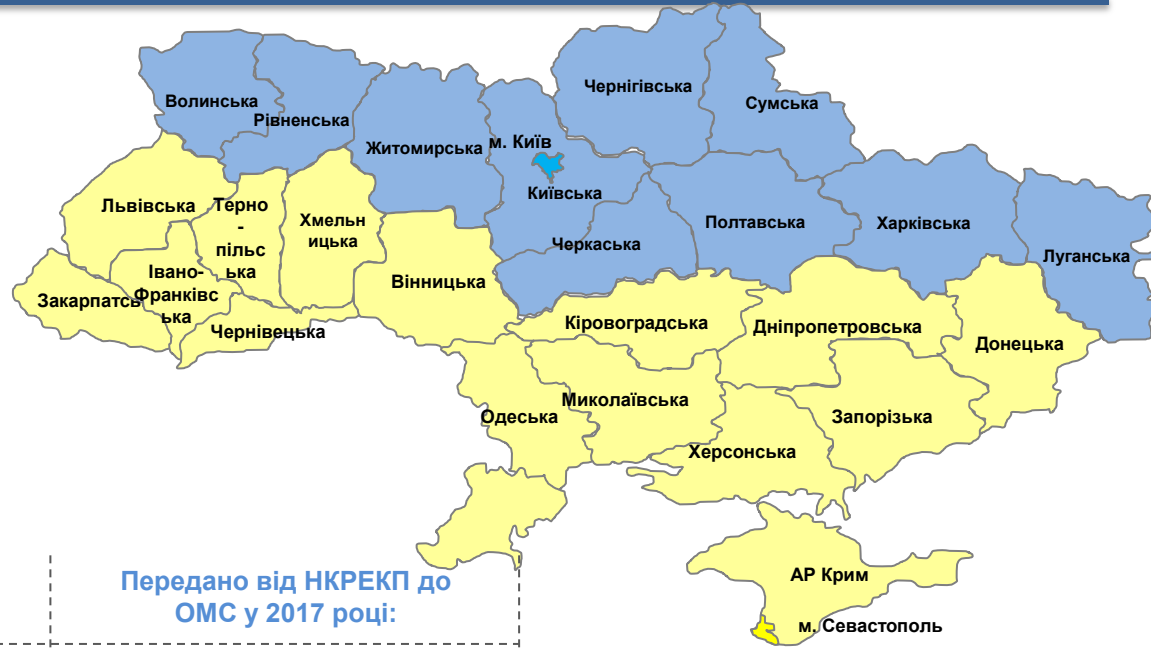 Чернігівська
Сумська
Волинська
Рівненська
Житомирська
м. Київ
Київська
Львівська
Терно
-
пільс
ька
Хмельн
ицька
Черкаська
Полтавська
Харківська
Луганська
Закарпатсь
Івано-
Франківс
ька
Вінницька
Чернівецька
Кіровоградська
Дніпропетровська
Донецька
Одеська
Миколаївська
Запорізька
Херсонська
АР Крим
м. Севастополь
Передано від НКРЕКП до
ОМС у 2017 році: